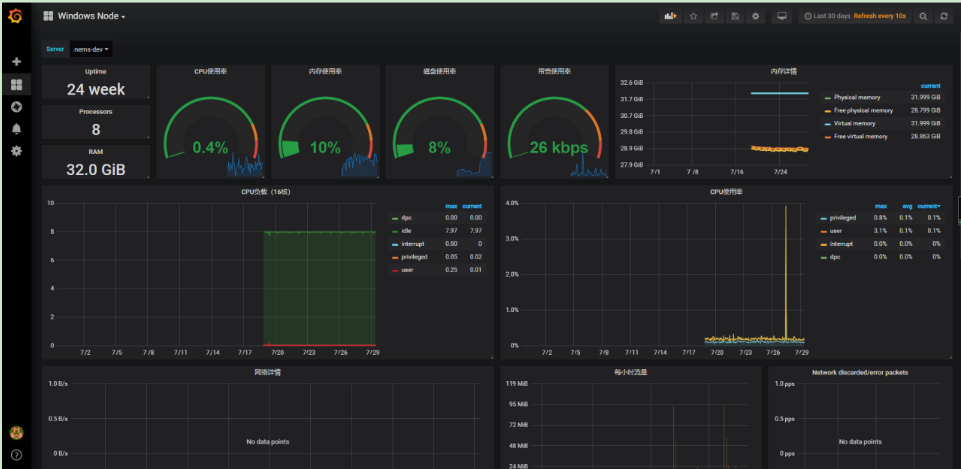 Windows Node
Last 30 days Refresh every 10s
Server nems-dev
Uptime
24 week
Processors
8
RAM
32.0 GiB
CPU使用率
0.4%
内存使用率
10%
磁盘使用率
8%
带宽使用率
26 kbps
内存详情
32.6 GiB
31.7 GiB
30.7 GiB
29.8 GiB
28.9 GiB
27.9 GiB
7/1 7/8 7/16 7/24
current
Physical memory 31.999 GiB
Free physical memory 28.799 GiB
Virtual memory 31.999 GiB
Free virtual memory 28.863 GiB
CPU负载（16核）
10
8
6
4
2
0
7/2 7/5 7/8 7/11 7/14 7/17 7/20 7/23 7/26 7/29
max current
dpc 0.00 0.00
idle 7.97 7.97
interrupt 0.00 0
privileged 0.05 0.02
user 0.25 0.01
CPU使用率
4.0%
3.0%
2.0%
1.0%
0%
7/2 7/5 7/8 7/11 7/14 7/17 7/20 7/23 7/26 7/29
max avg current
privileged 0.8% 0.1% 0.1%
user 3.1% 0.1% 0.1%
interrupt 0.0% 0.0% 0%
dpc 0.0% 0.0% 0%
网络详情
1.0 B/s
0.5 B/s
0 B/s
No data points
每小时流量
119 MiB
95 MiB
72 MiB
48 MiB
24 MiB
Network discarded/error packets
1.0 pps
0.5 pps
0 pps
No data points